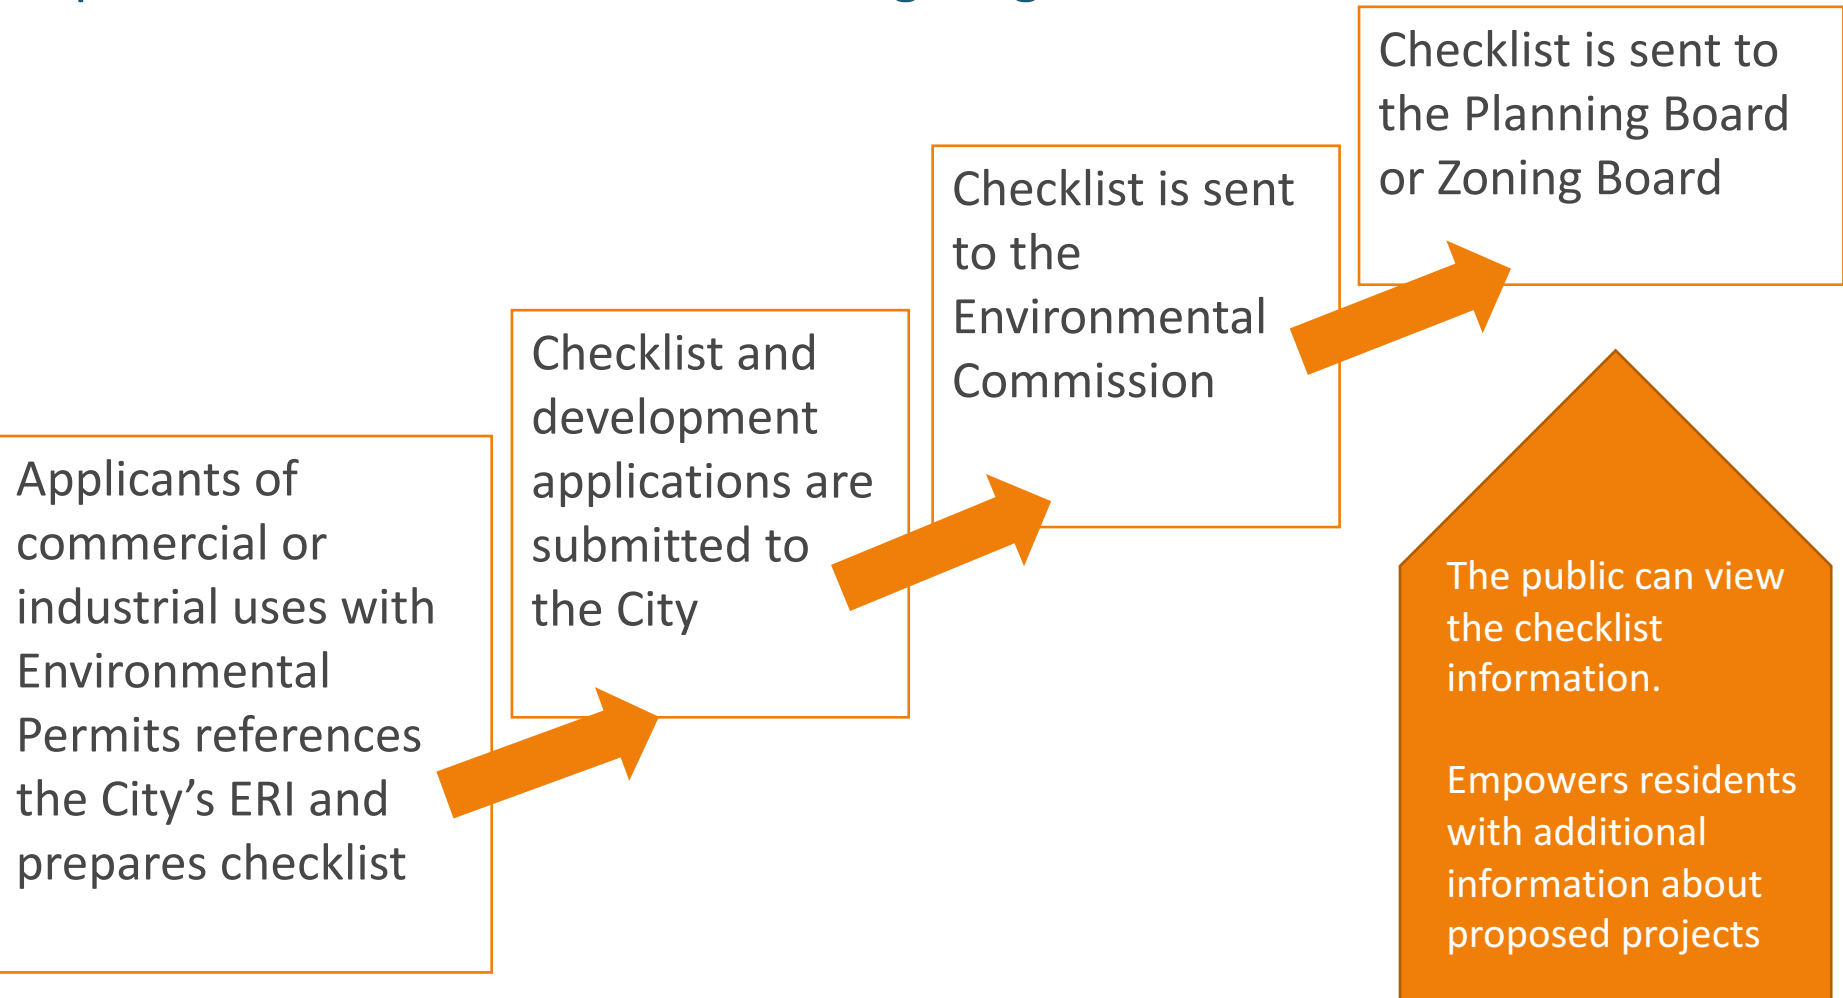 Applicants of
commercial or
industrial uses with
Environmental
Permits references
the City’s ERI and
prepares checklist
Checklist and
development
applications are
submitted to
the City
Checklist is sent
to the
Environmental
Commission
Checklist is sent to
the Planning Board
or Zoning Board
The public can view
the checklist
information.
Empowers residents
with additional
information about
proposed projects